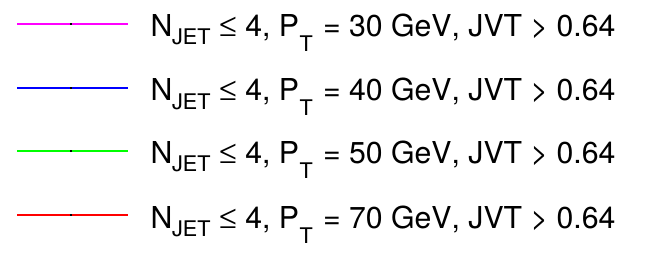 N_JET ≤ 4, P_T = 30 GeV, JVT > 0.64
N_JET ≤ 4, P_T = 40 GeV, JVT > 0.64
N_JET ≤ 4, P_T = 50 GeV, JVT > 0.64
N_JET ≤ 4, P_T = 70 GeV, JVT > 0.64